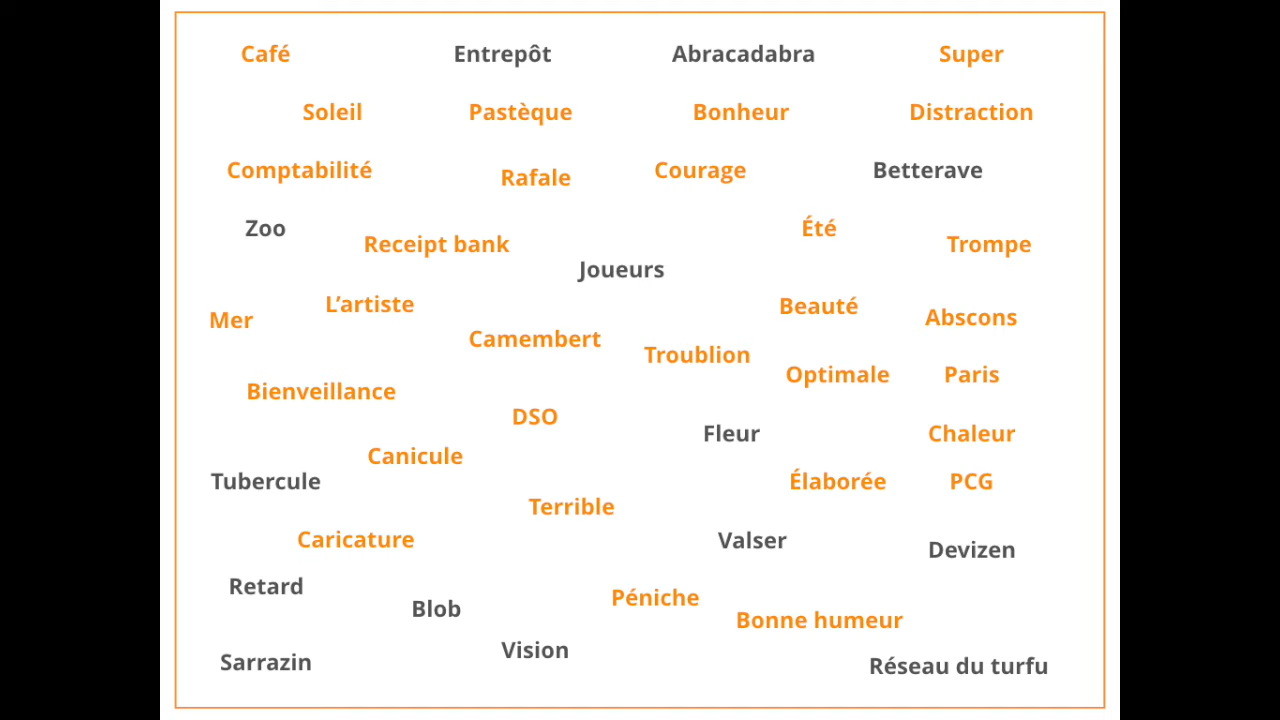 Café Entrepôt Abracadabra Super
Soleil Pastèque Bonheur Distraction
Comptabilité Rafale Courage Betterave
Zoo Receipt bank Été Trompe
Joueurs
Mer L’artiste Beauté Abscons
Camembert Troublion
Optimale Paris
Bienveillance DSO
Fleur Chaleur
Canicule
Tubercule Élaborée PCG
Terrible
Caricature Valser Devizen
Retard Blob Péniche
Bonne humeur
Sarrazin Vision Réseau du turfu